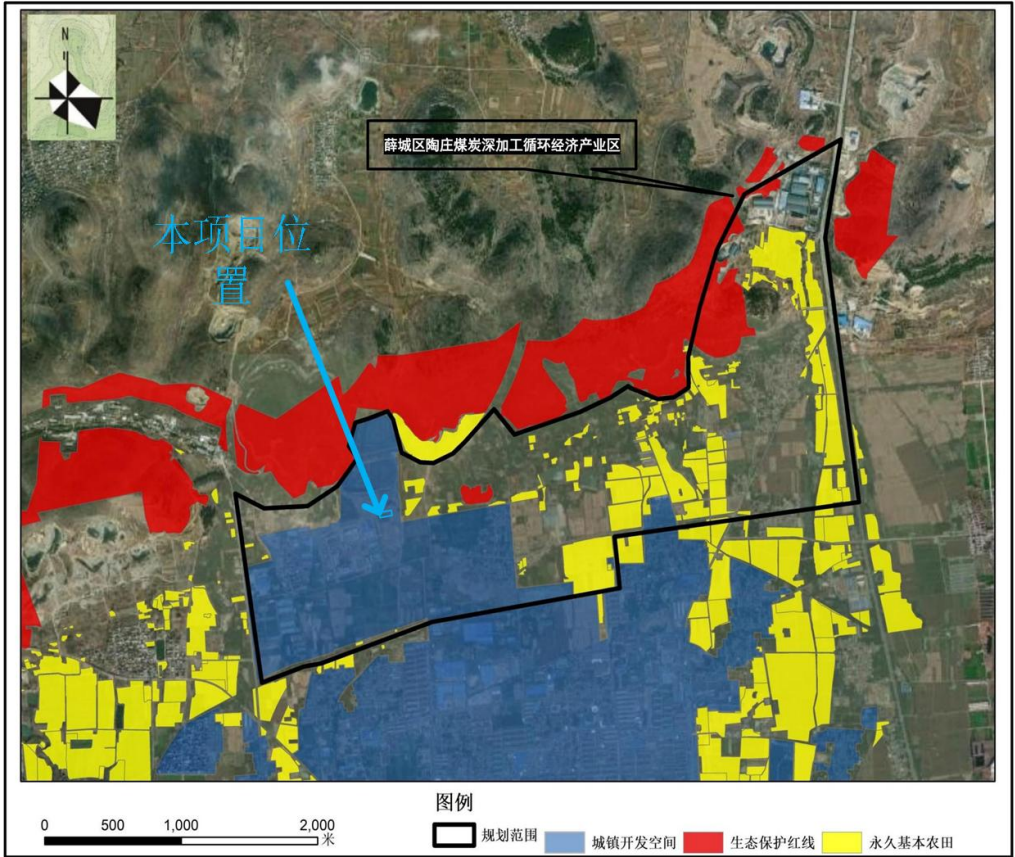 N
薛城区陶庄煤炭深加工循环经济产业区
本项目位
置
图例
0 500 1,000 2,000
米
规划范围 城镇开发空间 生态保护红线 永久基本农田